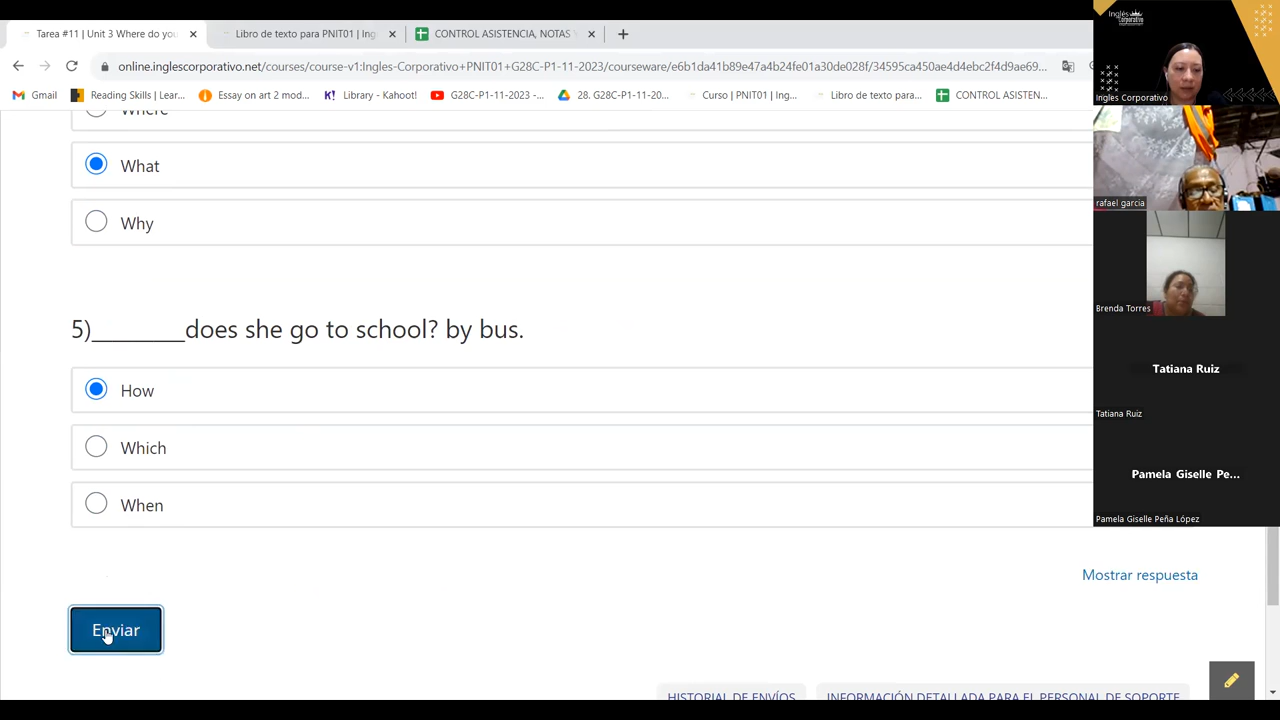 Tarea #11 | Unit 3 Where do you
Libro de texto para PNIT01 | Ing
CONTROL ASISTENCIA, NOTAS
online.inglescorporativo.net/courses/course-v1:Ingles-Corporativo+PNIT01+G28C-P1-11-2023/courseware/e6b1da41b89e47a4b24fe01a30de028f/34595ca450ae4d4ebc2f4d9ae69...
Gmail
Reading Skills | Lear...
Essay on art 2 mod...
Library - Kano...
G28C-P1-11-2023 -...
28. G28C-P1-11-20...
Curso | PNIT01 | Ing...
Libro de texto para...
CONTROL ASISTEN...
Where
What
Why
5)________does she go to school? by bus.
How
Which
When
Mostrar respuesta
Enviar
HISTORIAL DE ENVÍOS
INFORMACIÓN DETALLADA PARA EL PERSONAL DE SOPORTE
Inglés
Corporativo
Ingles Corporativo
rafael garcia
Brenda Torres
Tatiana Ruiz
Tatiana Ruiz
Pamela Giselle Pe...
Pamela Giselle Peña López